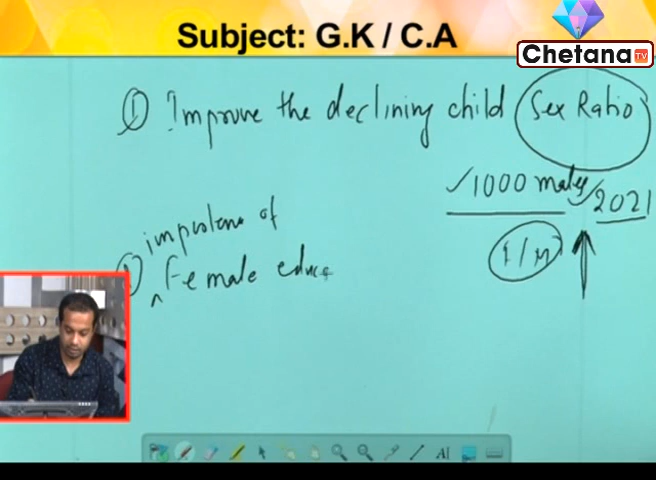 Subject: G.K / C.A
Chetana TV
① Improve the declining child Sex Ratio
✓1000 males
✓2021
F/M ↑
importance of
Female educ